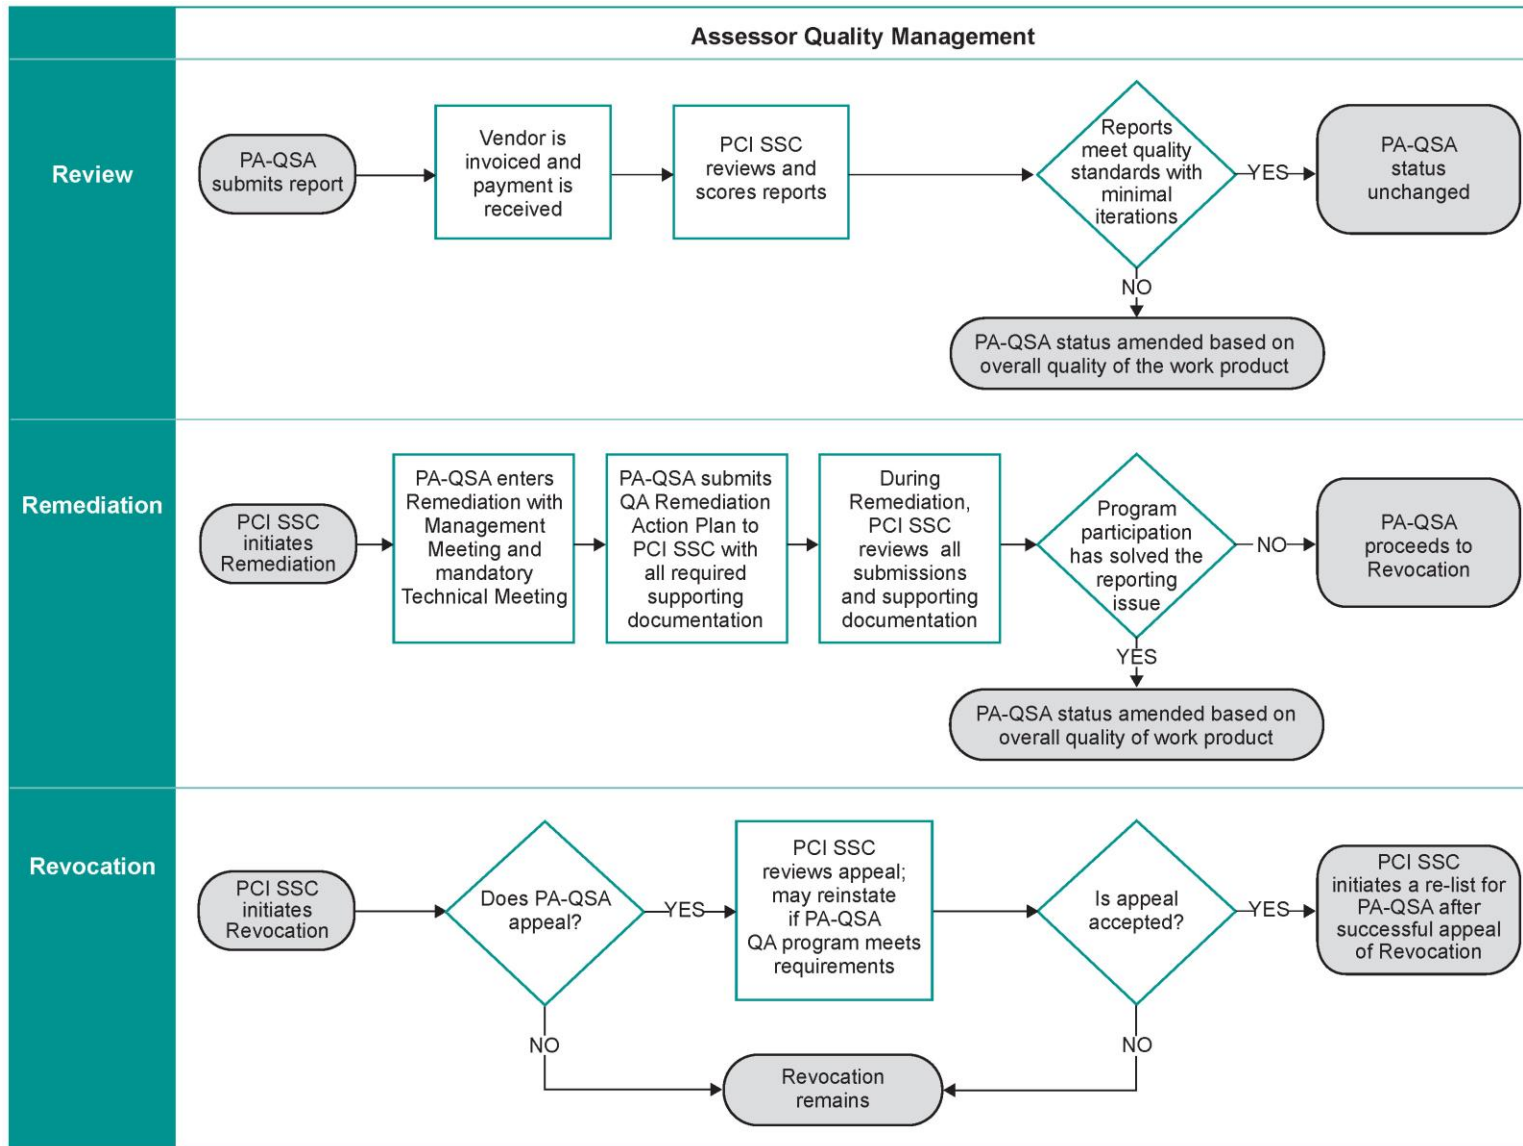 Assessor Quality Management
Review
PA-QSA
submits report
Vendor is
invoiced and
payment is
received
PCI SSC
reviews and
scores reports
Reports
meet quality
standards with
minimal
iterations
YES
PA-QSA
status
unchanged
NO
PA-QSA status amended based on
overall quality of the work product
Remediation
PCI SSC
initiates
Remediation
PA-QSA enters
Remediation with
Management
Meeting and
mandatory
Technical Meeting
PA-QSA submits
QA Remediation
Action Plan to
PCI SSC with
all required
supporting
documentation
During
Remediation,
PCI SSC
reviews all
submissions
and supporting
documentation
Program
participation
has solved the
reporting
issue
NO
PA-QSA
proceeds to
Revocation
YES
PA-QSA status amended based on
overall quality of work product
Revocation
PCI SSC
initiates
Revocation
Does PA-QSA
appeal?
YES
PCI SSC
reviews appeal;
may reinstate
if PA-QSA
QA program meets
requirements
Is appeal
accepted?
YES
PCI SSC
initiates a re-list for
PA-QSA after
successful appeal
of Revocation
NO
NO
Revocation
remains